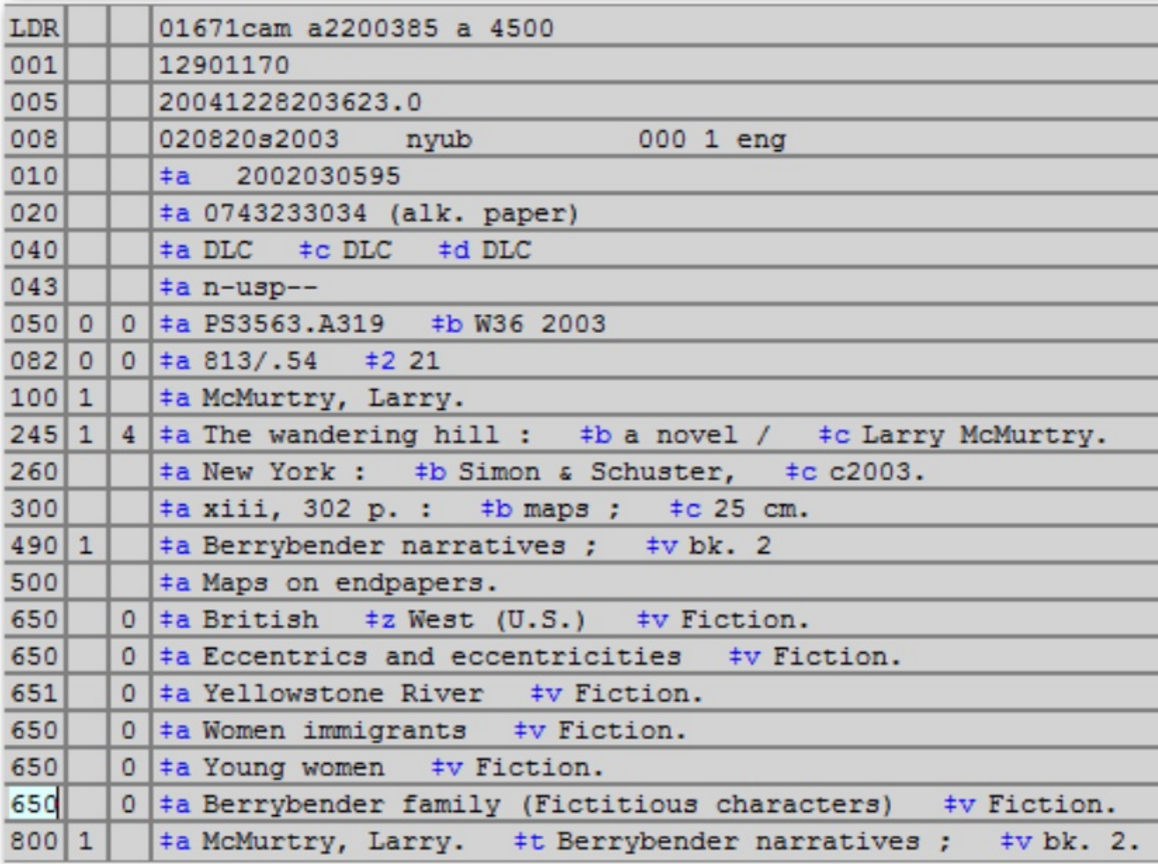 LDR 01671cam a2200385 a 4500
001 12901170
005 20041228203623.0
008 020820s2003 nyub 000 1 eng
010 ‡a 2002030595
020 ‡a 0743233034 (alk. paper)
040 ‡a DLC ‡c DLC ‡d DLC
043 ‡a n-usp--
050 0 0 ‡a PS3563.A319 ‡b W36 2003
082 0 0 ‡a 813/.54 ‡2 21
100 1 ‡a McMurtry, Larry.
245 1 4 ‡a The wandering hill : ‡b a novel / ‡c Larry McMurtry.
260 ‡a New York : ‡b Simon & Schuster, ‡c c2003.
300 ‡a xiii, 302 p. : ‡b maps ; ‡c 25 cm.
490 1 ‡a Berrybender narratives ; ‡v bk. 2
500 ‡a Maps on endpapers.
650 0 ‡a British ‡z West (U.S.) ‡v Fiction.
650 0 ‡a Eccentrics and eccentricities ‡v Fiction.
651 0 ‡a Yellowstone River ‡v Fiction.
650 0 ‡a Women immigrants ‡v Fiction.
650 0 ‡a Young women ‡v Fiction.
650 0 ‡a Berrybender family (Fictitious characters) ‡v Fiction.
800 1 ‡a McMurtry, Larry. ‡t Berrybender narratives ; ‡v bk. 2.